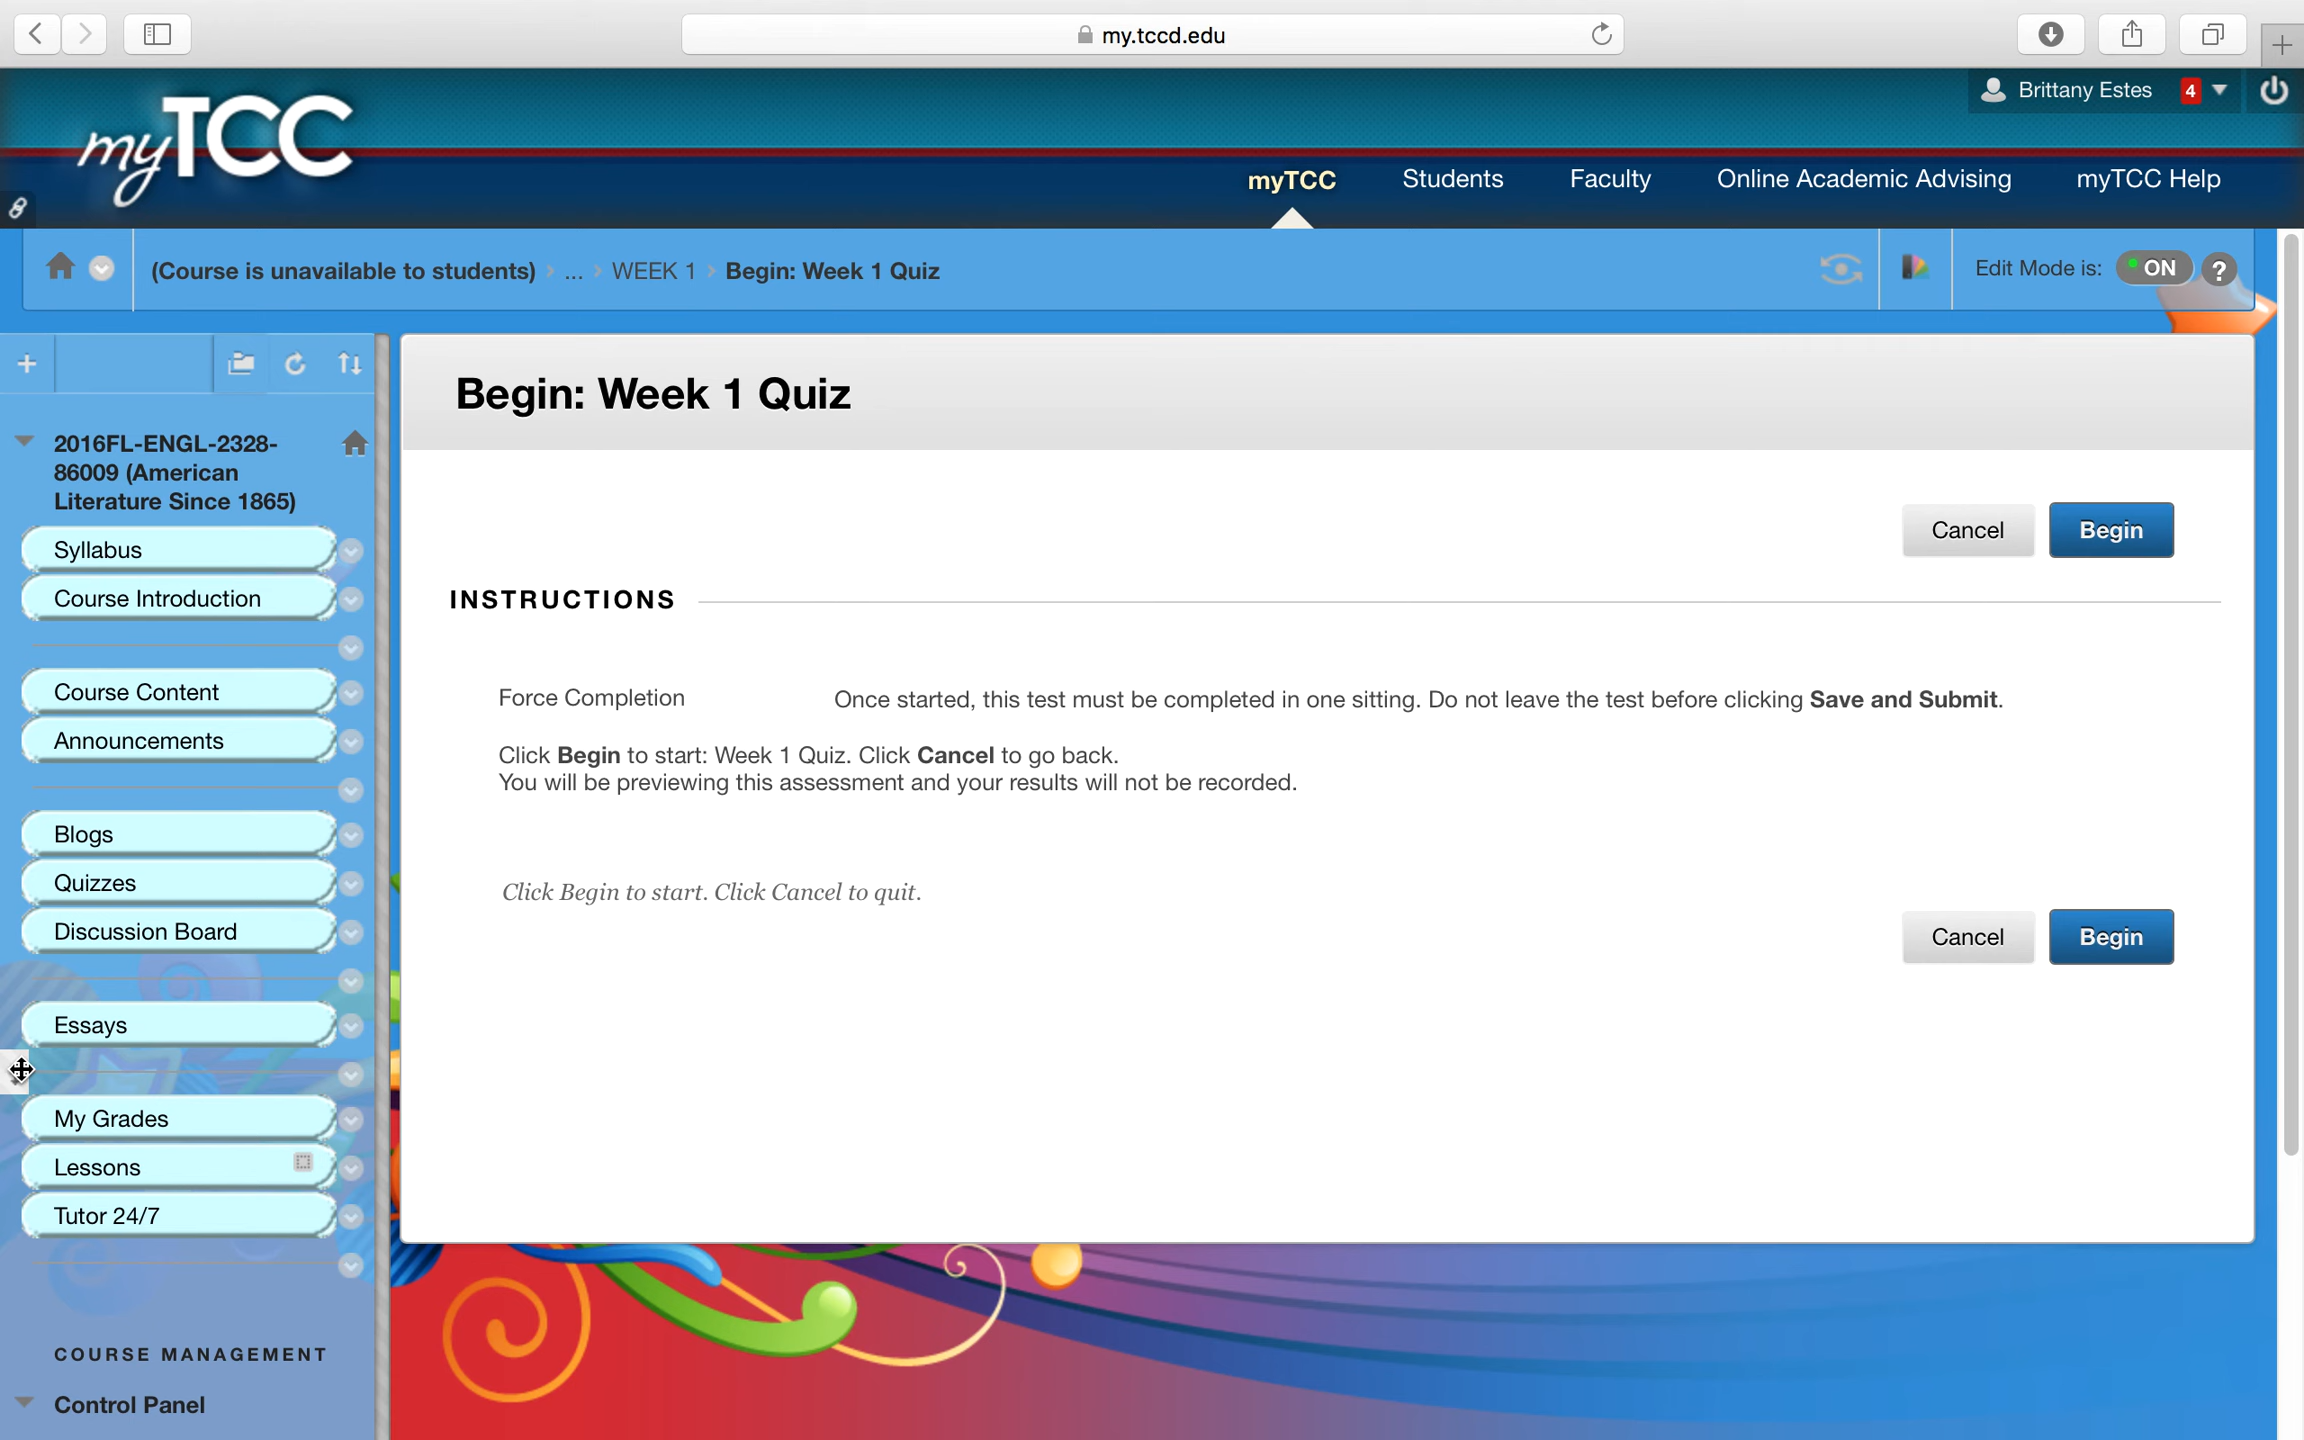 my.tccd.edu
Brittany Estes 4
myTCC
myTCC Students Faculty Online Academic Advising myTCC Help
(Course is unavailable to students) ... WEEK 1 Begin: Week 1 Quiz
Edit Mode is: ON ?
2016FL-ENGL-2328-
86009 (American
Literature Since 1865)
Syllabus
Course Introduction
Course Content
Announcements
Blogs
Quizzes
Discussion Board
Essays
My Grades
Lessons
Tutor 24/7
COURSE MANAGEMENT
Control Panel
Begin: Week 1 Quiz
Cancel Begin
INSTRUCTIONS
Force Completion Once started, this test must be completed in one sitting. Do not leave the test before clicking Save and Submit.
Click Begin to start: Week 1 Quiz. Click Cancel to go back.
You will be previewing this assessment and your results will not be recorded.
Click Begin to start. Click Cancel to quit.
Cancel Begin